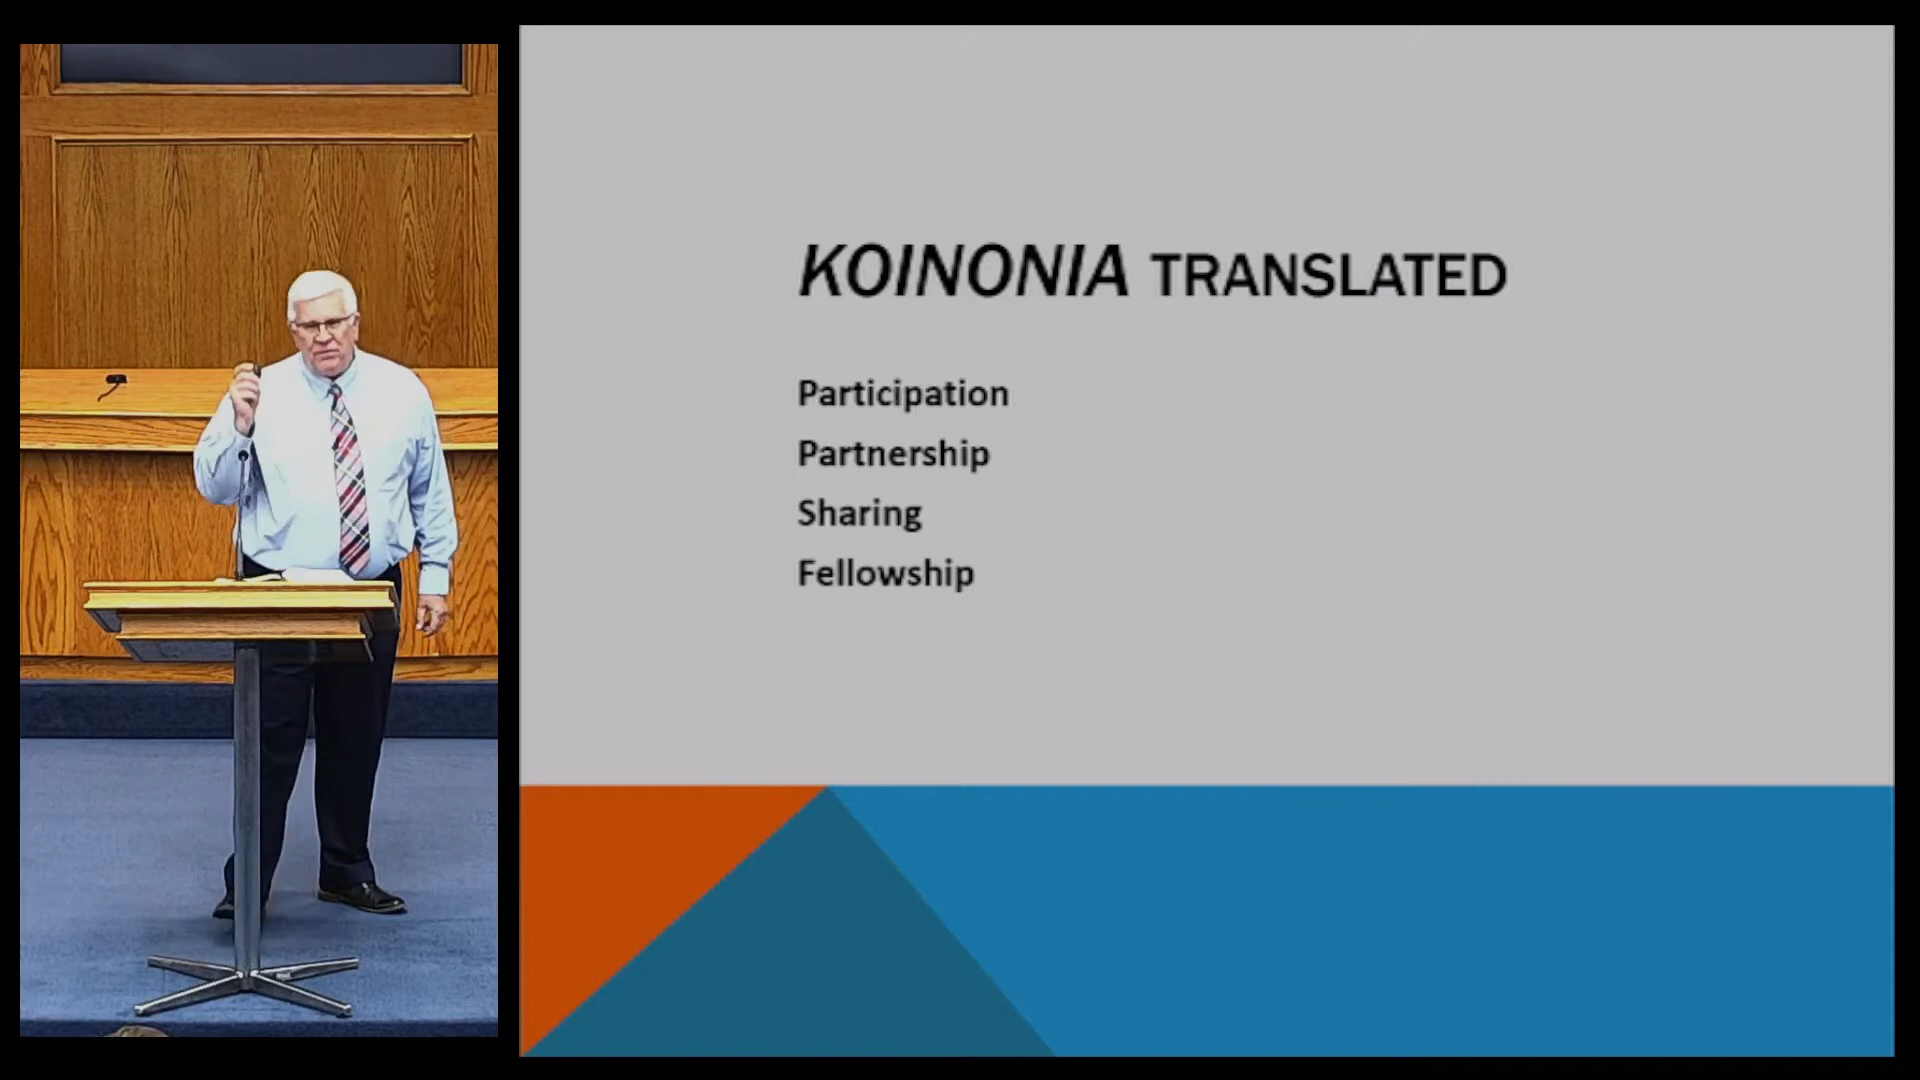 KOINONIA TRANSLATED
Participation
Partnership
Sharing
Fellowship